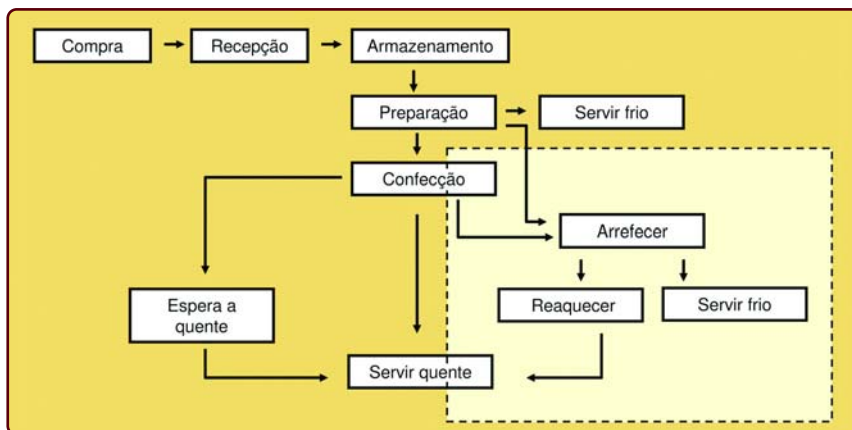 Compra
Recepção
Armazenamento
Preparação
Servir frio
Confecção
Arrefecer
Espera a
quente
Reaquecer
Servir frio
Servir quente